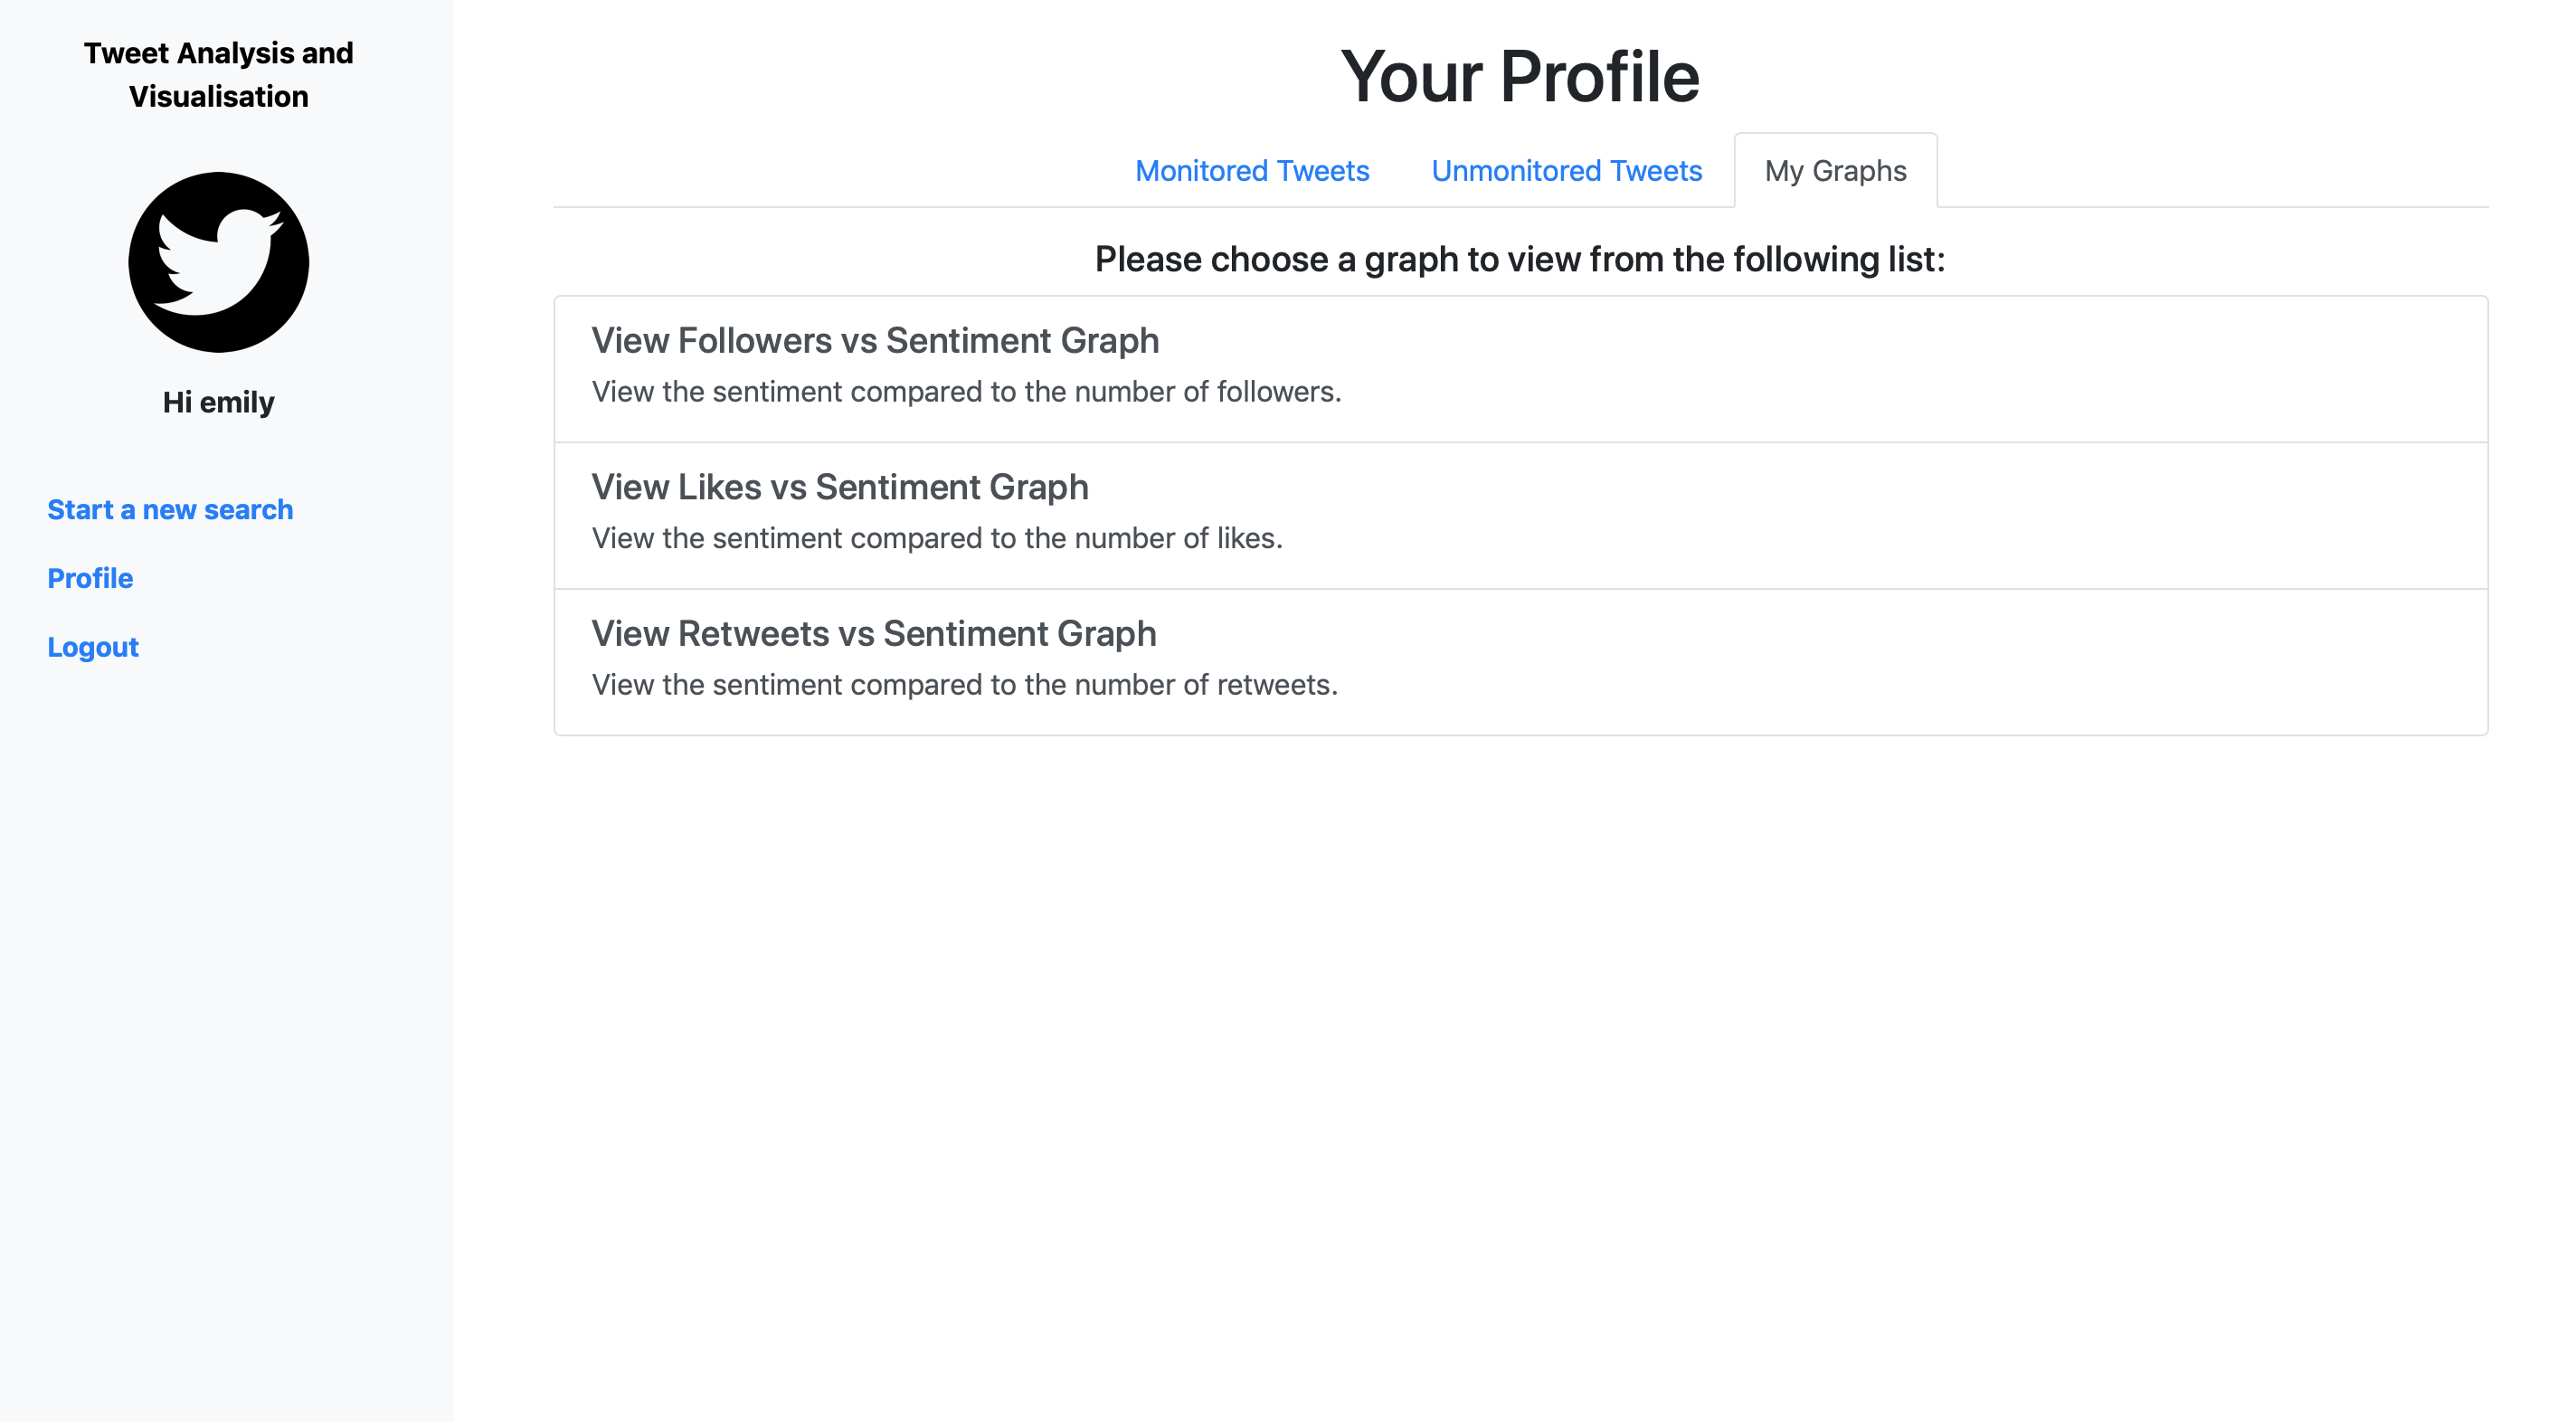 Tweet Analysis and
Visualisation
Hi emily
Start a new search
Profile
Logout
Your Profile
Monitored Tweets
Unmonitored Tweets
My Graphs
Please choose a graph to view from the following list:
View Followers vs Sentiment Graph
View the sentiment compared to the number of followers.
View Likes vs Sentiment Graph
View the sentiment compared to the number of likes.
View Retweets vs Sentiment Graph
View the sentiment compared to the number of retweets.